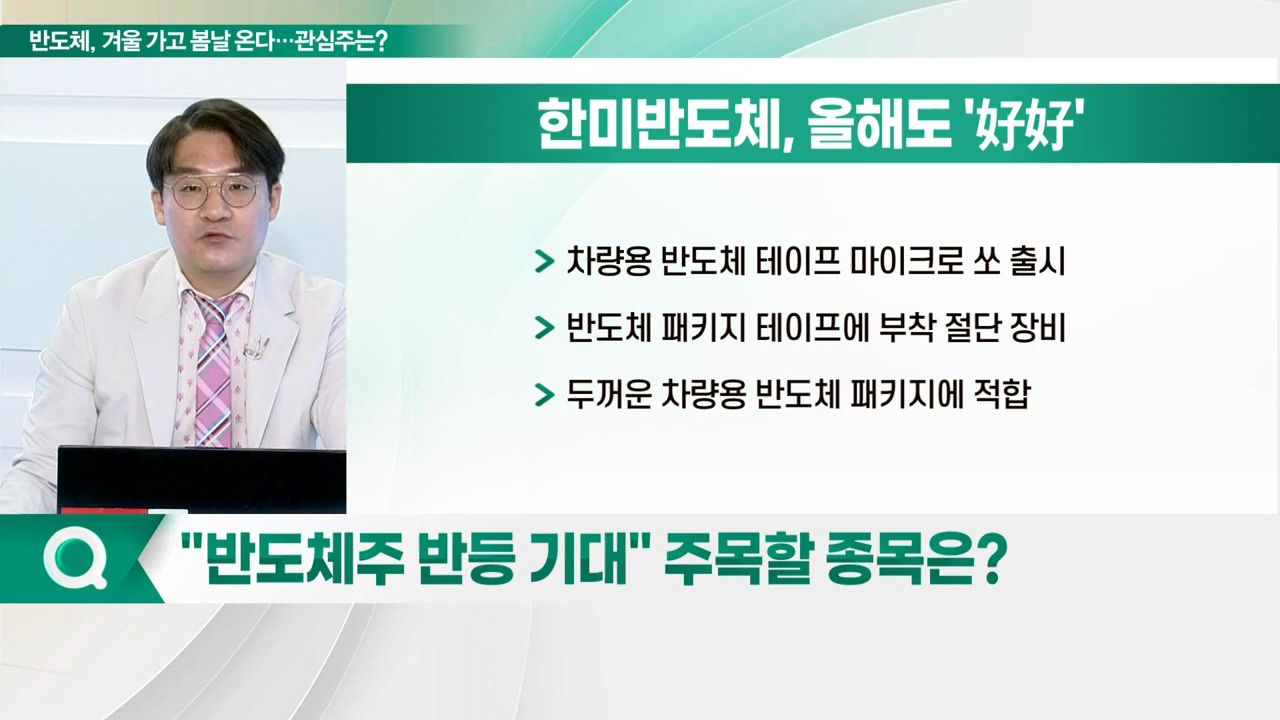 반도체, 겨울 가고 봄날 온다…관심주는?
한미반도체, 올해도 '好好'
차량용 반도체 테이프 마이크로 쏘 출시
반도체 패키지 테이프에 부착 절단 장비
두꺼운 차량용 반도체 패키지에 적합
"반도체주 반등 기대" 주목할 종목은?